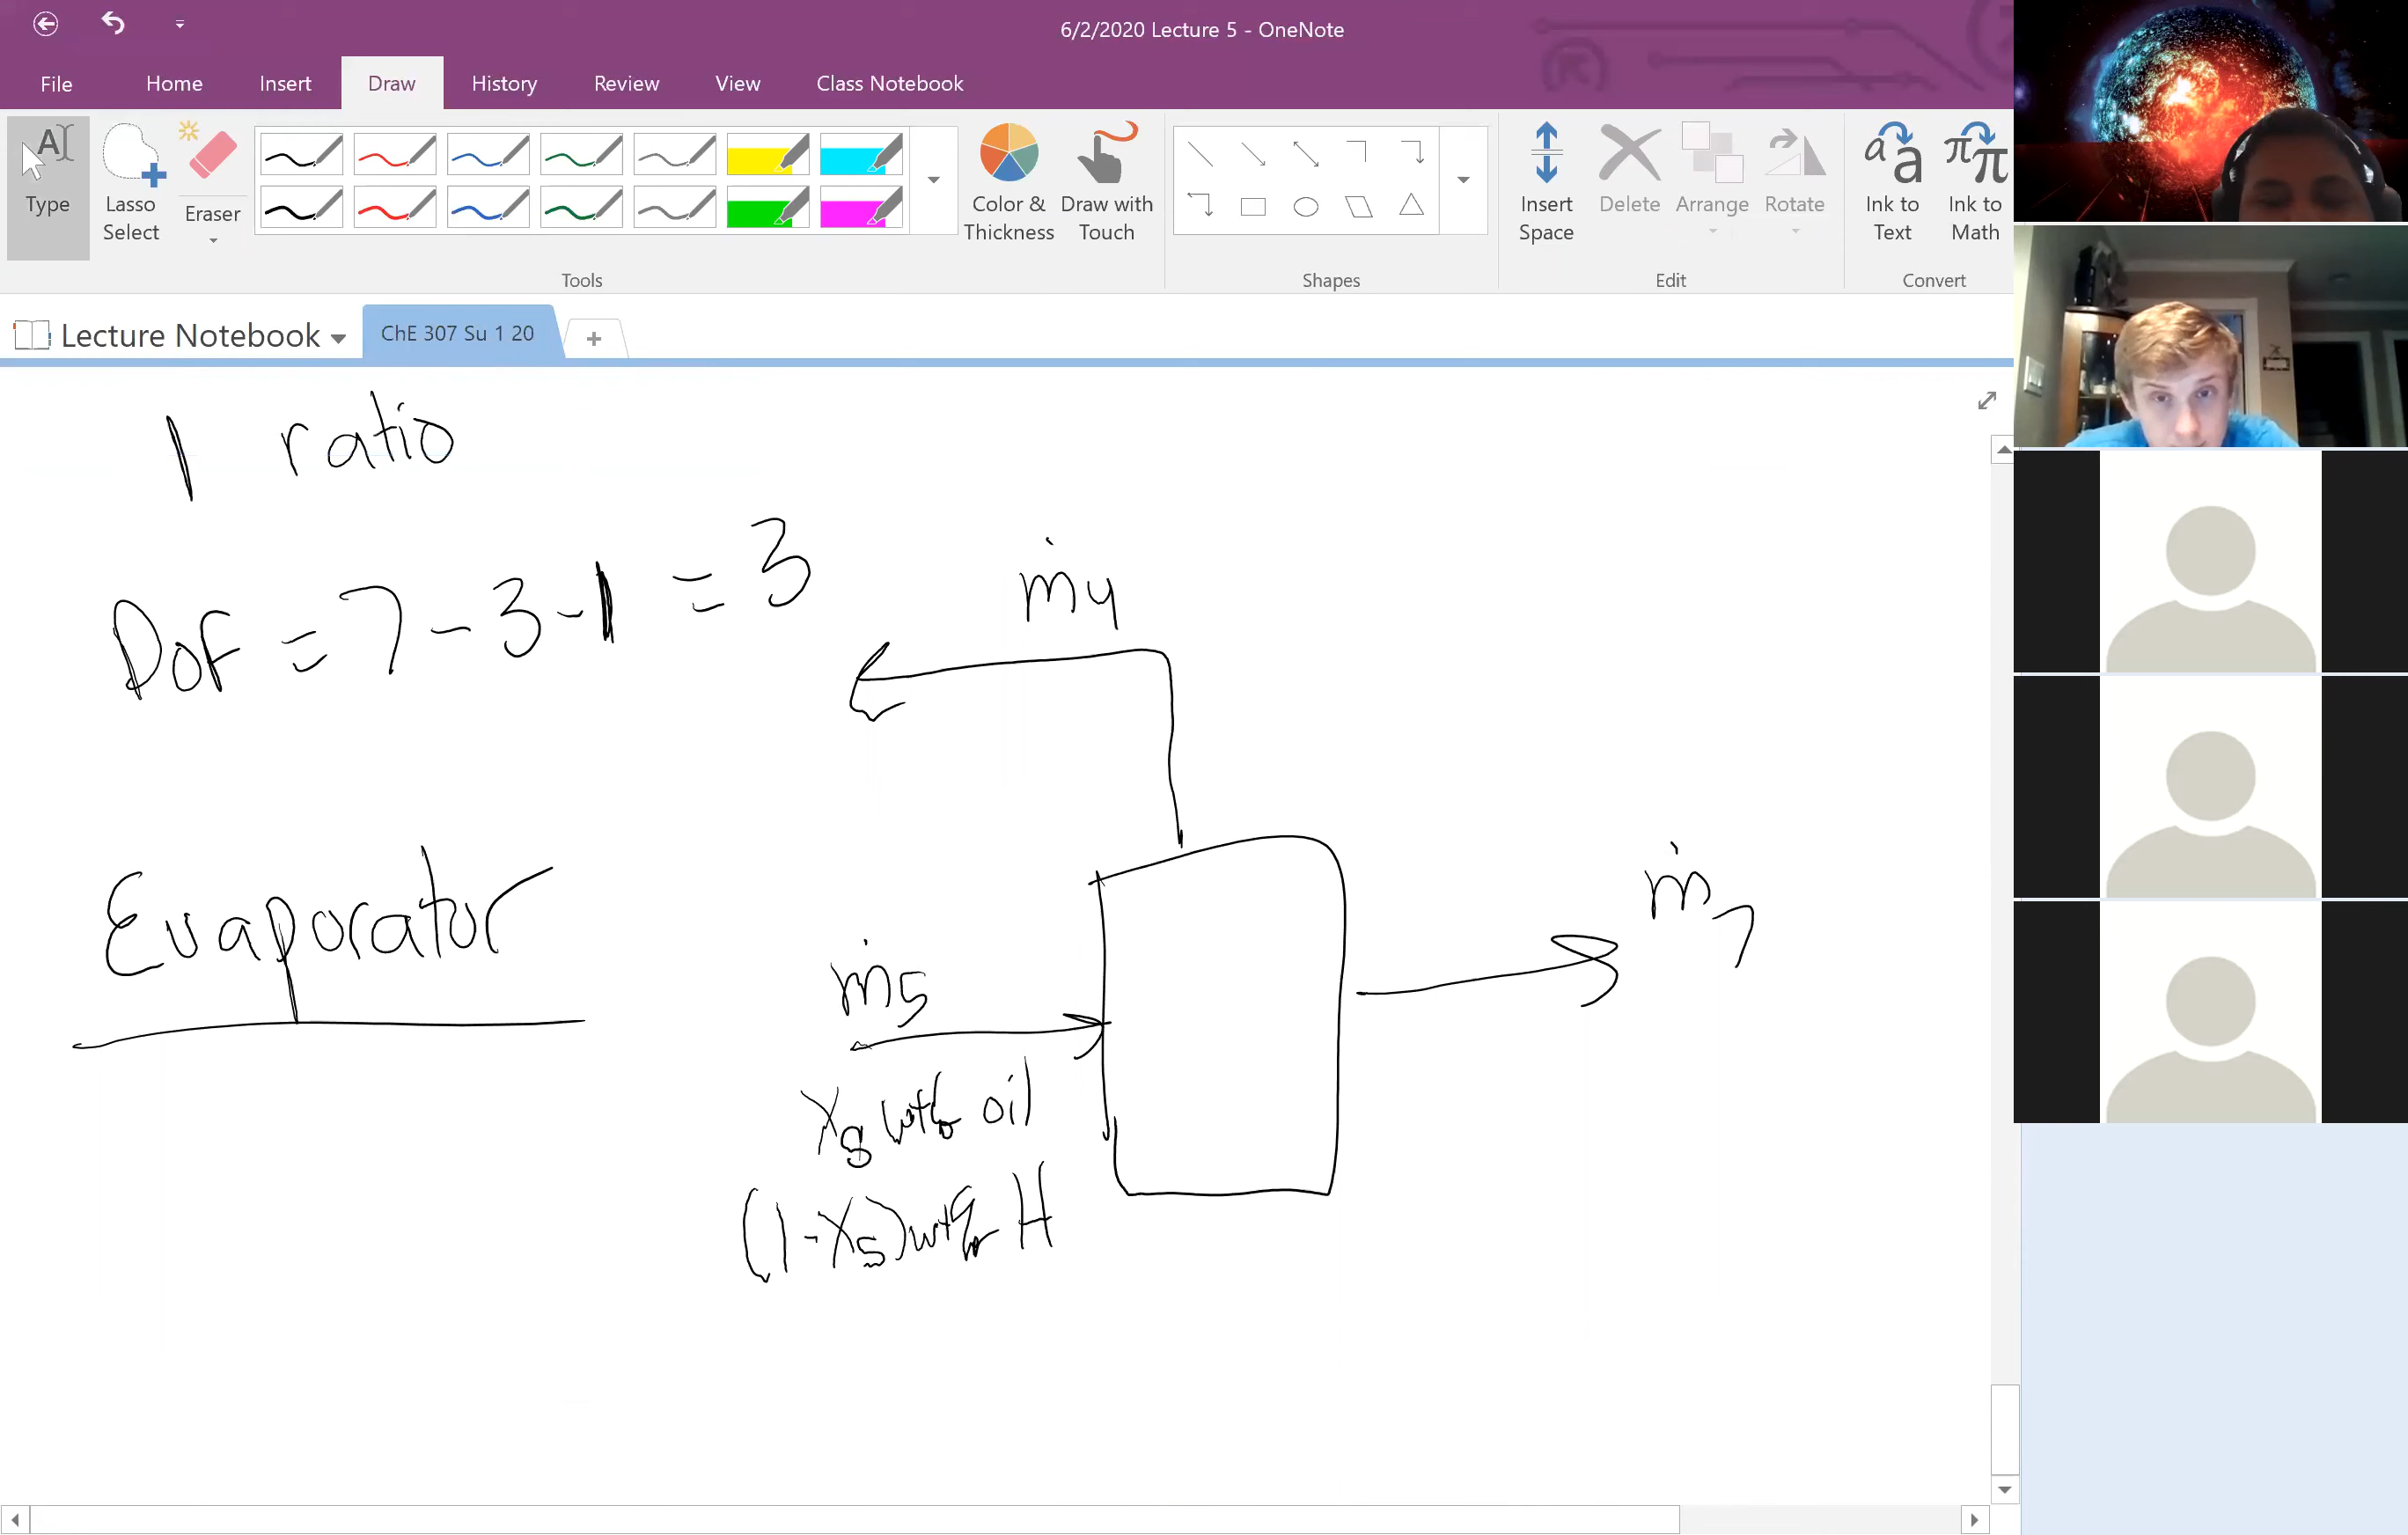 6/2/2020 Lecture 5 - OneNote
File Home Insert Draw History Review View Class Notebook
Type
Lasso Select
Eraser
Color & Thickness
Draw with Touch
Insert Space
Delete
Arrange
Rotate
Ink to Text
Ink to Math
Tools Shapes Edit Convert
Lecture Notebook ChE 307 Su 1 20
1 ratio
DoF = 7 - 3 - 1 = 3
ṁ4
Evaporator
ṁ7
ṁ5
X5 wt% oil
(1-X5) wt% H